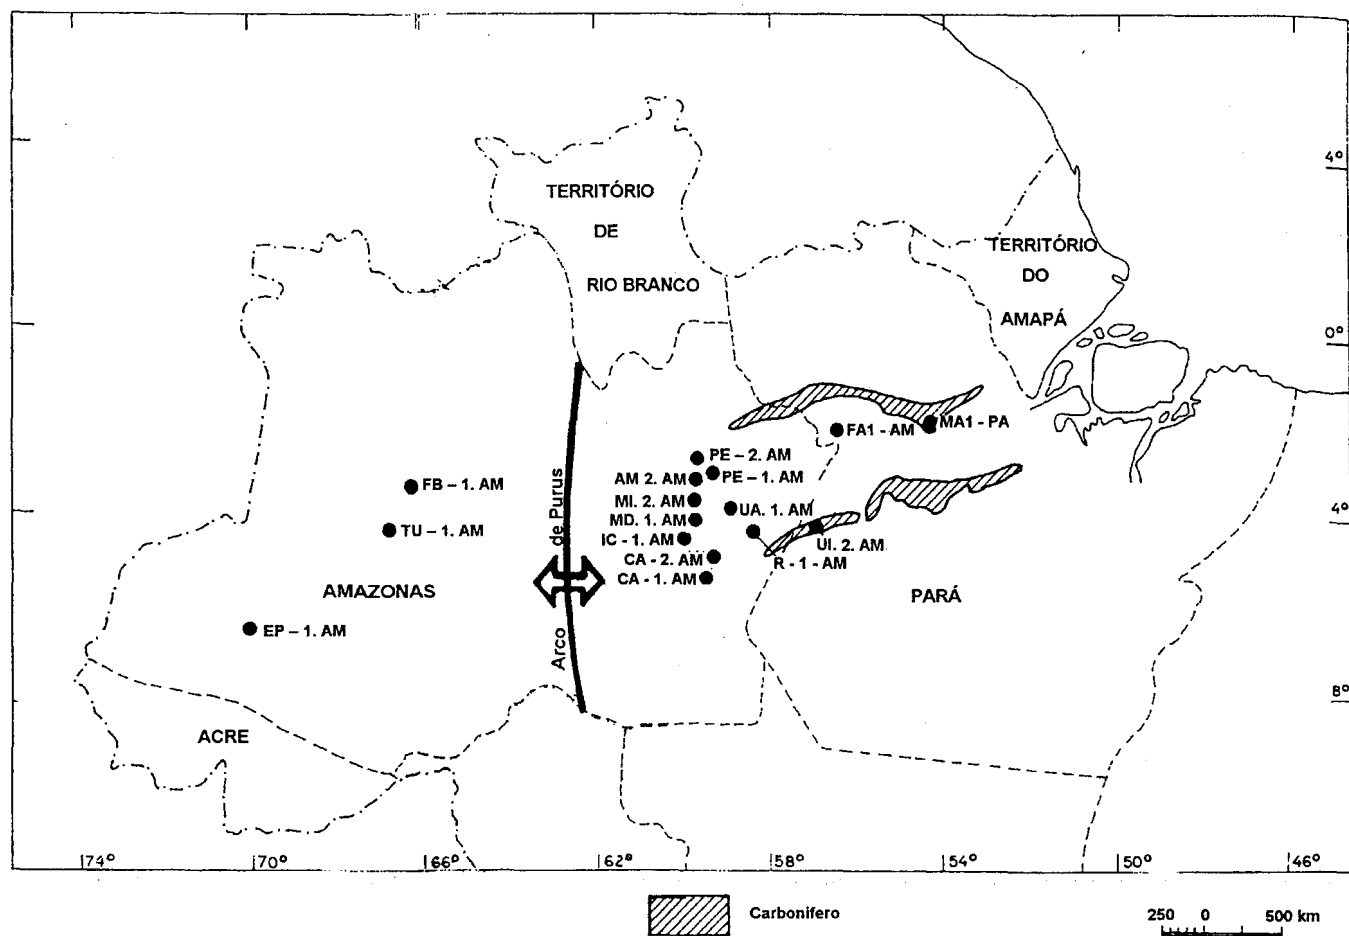 4°
TERRITÓRIO
DE
RIO BRANCO
TERRITÓRIO
DO
AMAPÁ
0°
FA1 - AM
MA1 - PA
PE – 2. AM
AM 2. AM
PE – 1. AM
FB – 1. AM
MI. 2. AM
UA. 1. AM
MD. 1. AM
4°
TU – 1. AM
IC - 1. AM
UI. 2. AM
CA - 2. AM
R - 1 - AM
CA - 1. AM
Arco de Purus
AMAZONAS
PARÁ
EP – 1. AM
8°
ACRE
74°
70°
66°
62°
58°
54°
50°
46°
Carbonifero
250 0 500 km